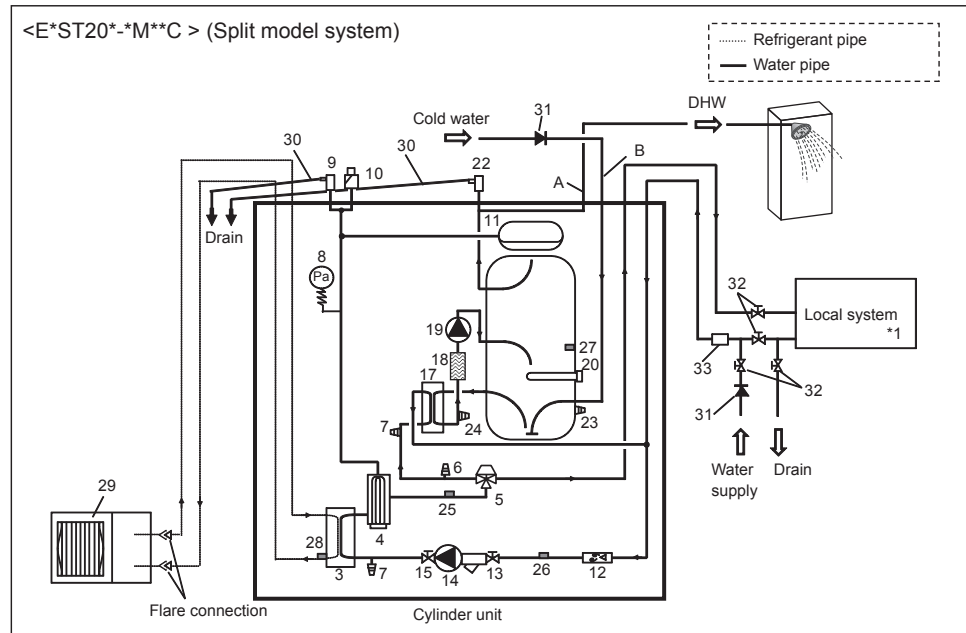 <E*ST20*-*M**C > (Split model system)
Refrigerant pipe
Water pipe
DHW
31
Cold water
30
9
10
30
22
B
A
Drain
11
8
Pa
32
Local system
*1
19
27
18
20
33
17
23
31
7
24
6
32
5
Water
supply
Drain
29
25
4
28
3
7
15
14
13
26
12
Flare connection
Cylinder unit